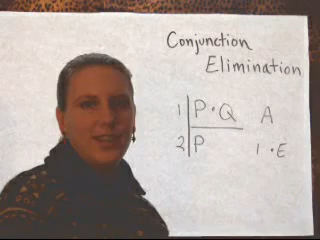 Conjunction
Elimination
1 P • Q A
2 P 1 • E